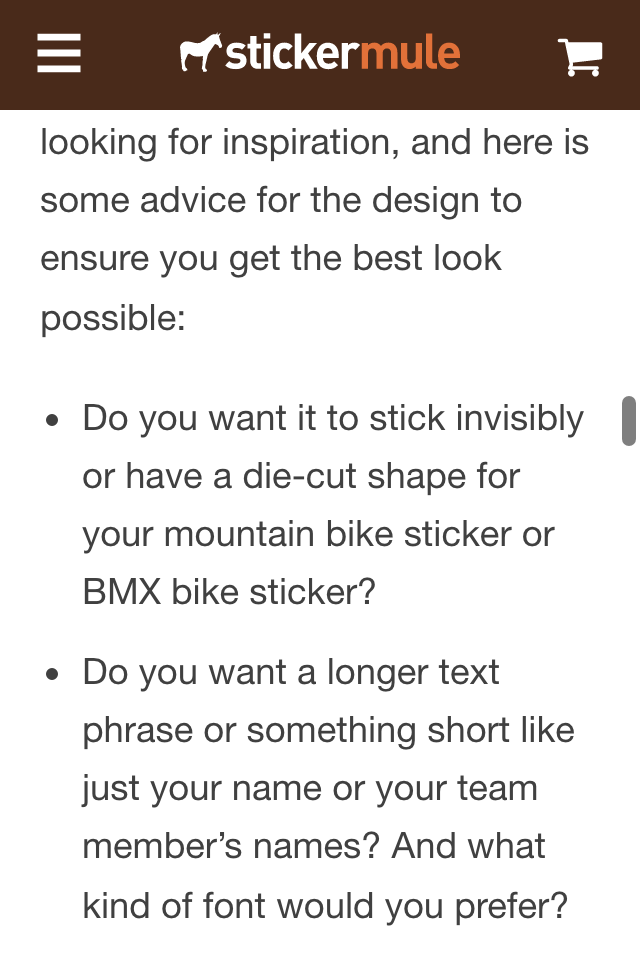 stickermule
looking for inspiration, and here is
some advice for the design to
ensure you get the best look
possible:
• Do you want it to stick invisibly
or have a die-cut shape for
your mountain bike sticker or
BMX bike sticker?
• Do you want a longer text
phrase or something short like
just your name or your team
member’s names? And what
kind of font would you prefer?